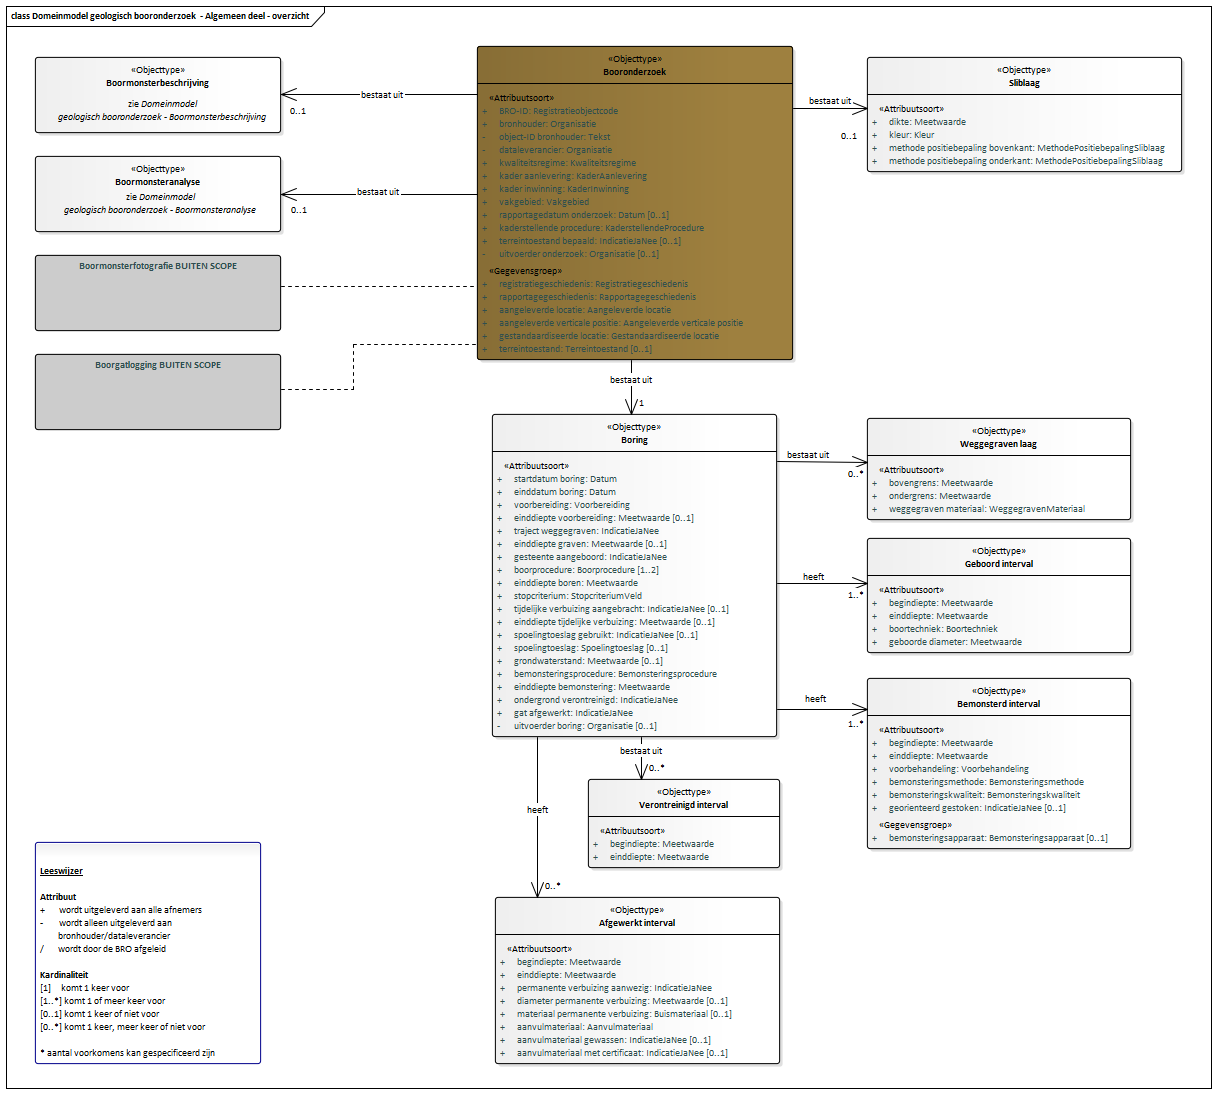 class Domeinmodel geologisch booronderzoek - Algemeen deel - overzicht
«Objecttype»
Boormonsterbeschrijving
zie Domeinmodel
geologisch booronderzoek - Boormonsterbeschrijving
bestaat uit
0..1
«Objecttype»
Boormonsteranalyse
zie Domeinmodel
geologisch booronderzoek - Boormonsteranalyse
bestaat uit
0..1
Boormonsterfotografie BUITEN SCOPE
Boorgatlogging BUITEN SCOPE
«Objecttype»
Booronderzoek
«Attribuutsoort»
+ BRO-ID: Registratieobjectcode
+ bronhouder: Organisatie
- object-ID bronhouder: Tekst
- dataleverancier: Organisatie
+ kwaliteitsregime: Kwaliteitsregime
+ kader aanlevering: KaderAanlevering
+ kader inwinning: KaderInwinning
+ vakgebied: Vakgebied
+ rapportagedatum onderzoek: Datum [0..1]
+ kaderstellende procedure: KaderstellendeProcedure
+ terreintoestand bepaald: IndicatieJaNee [0..1]
- uitvoerder onderzoek: Organisatie [0..1]
«Gegevensgroep»
+ registratiegeschiedenis: Registratiegeschiedenis
+ rapportagegeschiedenis: Rapportagegeschiedenis
+ aangeleverde locatie: Aangeleverde locatie
+ aangeleverde verticale positie: Aangeleverde verticale positie
+ gestandaardiseerde locatie: Gestandaardiseerde locatie
+ terreintoestand: Terreintoestand [0..1]
bestaat uit
0..1
«Objecttype»
Sliblaag
«Attribuutsoort»
+ dikte: Meetwaarde
+ kleur: Kleur
+ methode positiebepaling bovenkant: MethodePositiebepalingSliblaag
+ methode positiebepaling onderkant: MethodePositiebepalingSliblaag
bestaat uit
1
«Objecttype»
Boring
«Attribuutsoort»
+ startdatum boring: Datum
+ einddatum boring: Datum
+ voorbereiding: Voorbereiding
+ einddiepte voorbereiding: Meetwaarde [0..1]
+ traject weggegraven: IndicatieJaNee
+ einddiepte graven: Meetwaarde [0..1]
+ gesteente aangeboord: IndicatieJaNee
+ boorprocedure: Boorprocedure [1..2]
+ einddiepte boren: Meetwaarde
+ stopcriterium: StopcriteriumVeld
+ tijdelijke verbuizing aangebracht: IndicatieJaNee [0..1]
+ einddiepte tijdelijke verbuizing: Meetwaarde [0..1]
+ spoelingtoeslag gebruikt: IndicatieJaNee [0..1]
+ spoelingtoeslag: Spoelingtoeslag [0..1]
+ grondwaterstand: Meetwaarde [0..1]
+ bemonsteringsprocedure: Bemonsteringsprocedure
+ einddiepte bemonstering: Meetwaarde
+ ondergrond verontreinigd: IndicatieJaNee
+ gat afgewerkt: IndicatieJaNee
- uitvoerder boring: Organisatie [0..1]
bestaat uit
0..*
«Objecttype»
Weggegraven laag
«Attribuutsoort»
+ bovengrens: Meetwaarde
+ ondergrens: Meetwaarde
+ weggegraven materiaal: WeggegravenMateriaal
heeft
1..*
«Objecttype»
Geboord interval
«Attribuutsoort»
+ begindiepte: Meetwaarde
+ einddiepte: Meetwaarde
+ boortechniek: Boortechniek
+ geboorde diameter: Meetwaarde
heeft
1..*
«Objecttype»
Bemonsterd interval
«Attribuutsoort»
+ begindiepte: Meetwaarde
+ einddiepte: Meetwaarde
+ voorbehandeling: Voorbehandeling
+ bemonsteringsmethode: Bemonsteringsmethode
+ bemonsteringskwaliteit: Bemonsteringskwaliteit
+ georienteerd gestoken: IndicatieJaNee [0..1]
«Gegevensgroep»
+ bemonsteringsapparaat: Bemonsteringsapparaat [0..1]
bestaat uit
0..*
«Objecttype»
Verontreinigd interval
«Attribuutsoort»
+ begindiepte: Meetwaarde
+ einddiepte: Meetwaarde
heeft
0..*
«Objecttype»
Afgewerkt interval
«Attribuutsoort»
+ begindiepte: Meetwaarde
+ einddiepte: Meetwaarde
+ permanente verbuizing aanwezig: IndicatieJaNee
+ diameter permanente verbuizing: Meetwaarde [0..1]
+ materiaal permanente verbuizing: Buismateriaal [0..1]
+ aanvulmateriaal: Aanvulmateriaal
+ aanvulmateriaal gewassen: IndicatieJaNee [0..1]
+ aanvulmateriaal met certificaat: IndicatieJaNee [0..1]
Leeswijzer
Attribuut
+ wordt uitgeleverd aan alle afnemers
- wordt alleen uitgeleverd aan
bronhouder/dataleverancier
/ wordt door de BRO afgeleid
Kardinaliteit
[1] komt 1 keer voor
[1..*] komt 1 of meer keer voor
[0..1] komt 1 keer of niet voor
[0..*] komt 1 keer, meer keer of niet voor
* aantal voorkomens kan gespecificeerd zijn